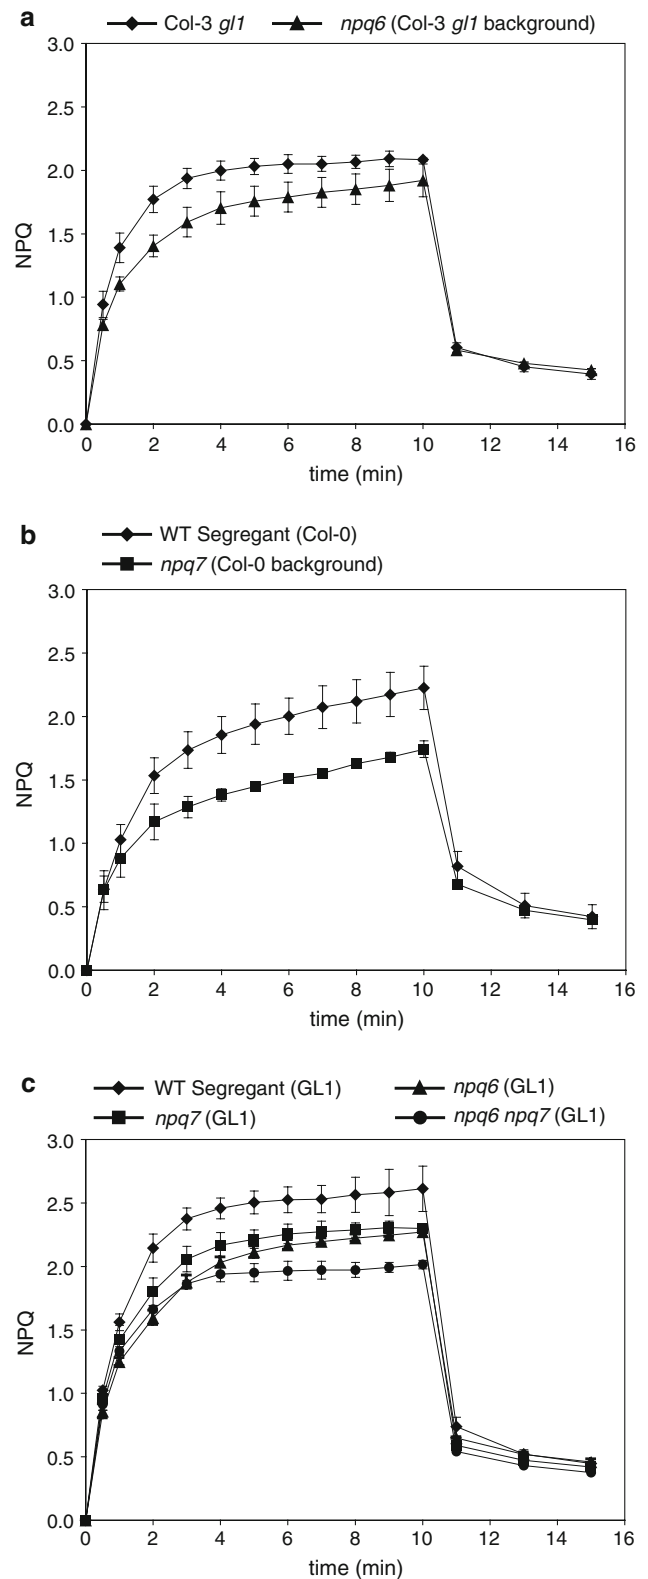 a
Col-3 gl1 npq6 (Col-3 gl1 background)
3.0
2.5
2.0
1.5
1.0
0.5
0.0
NPQ
0 2 4 6 8 10 12 14 16
time (min)
b
WT Segregant (Col-0)
npq7 (Col-0 background)
3.0
2.5
2.0
1.5
1.0
0.5
0.0
NPQ
0 2 4 6 8 10 12 14 16
time (min)
c
WT Segregant (GL1) npq6 (GL1)
npq7 (GL1) npq6 npq7 (GL1)
3.0
2.5
2.0
1.5
1.0
0.5
0.0
NPQ
0 2 4 6 8 10 12 14 16
time (min)